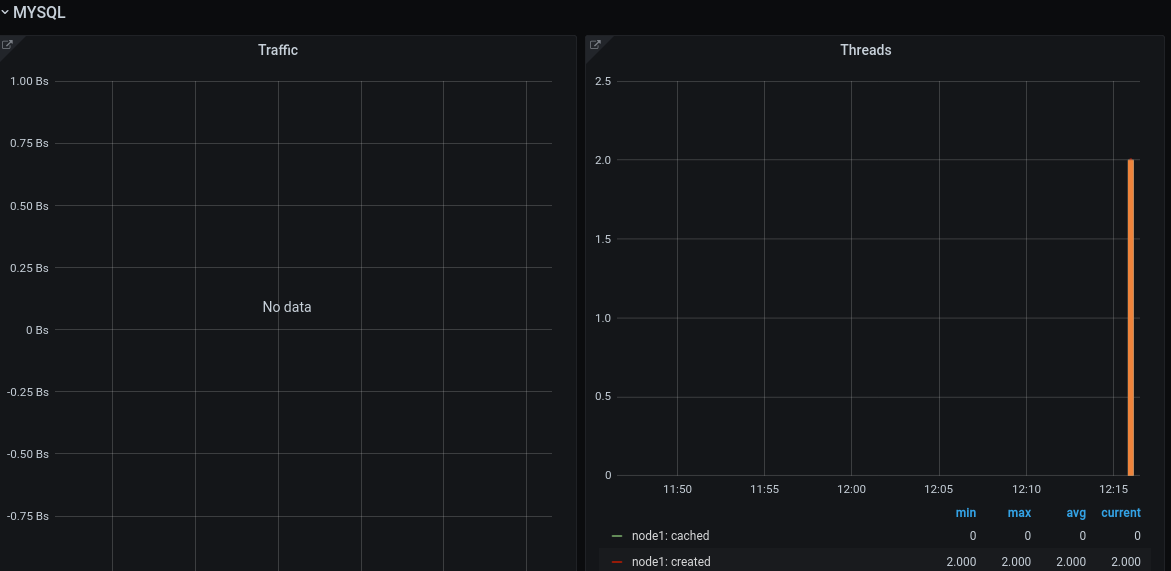 MYSQL
Traffic
1.00 Bs
0.75 Bs
0.50 Bs
0.25 Bs
0 Bs
-0.25 Bs
-0.50 Bs
-0.75 Bs
No data
Threads
2.5
2.0
1.5
1.0
0.5
0
11:50 11:55 12:00 12:05 12:10 12:15
min max avg current
node1: cached 0 0 0 0
node1: created 2.000 2.000 2.000 2.000